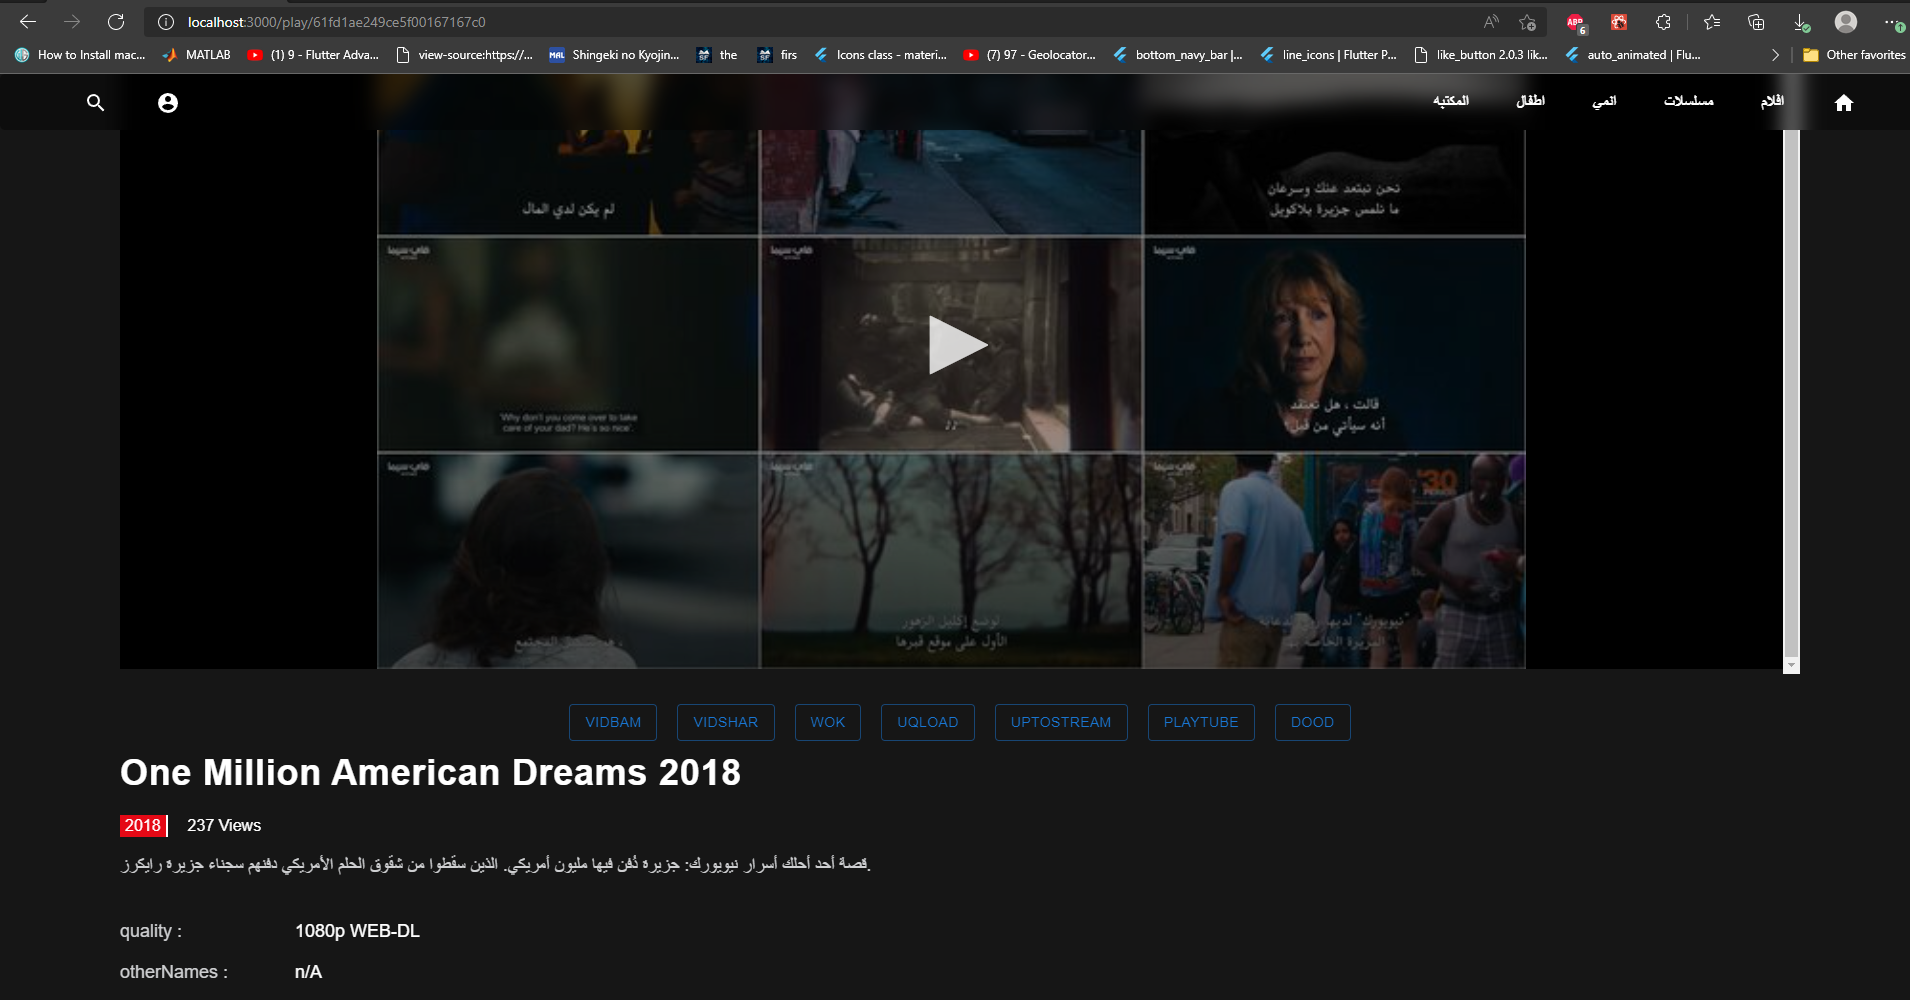 localhost:3000/play/61fd1ae249ce5f00167167c0
ABP
6
How to Install mac...
MATLAB
(1) 9 - Flutter Adva...
view-source:https://...
MAL
Shingeki no Kyojin...
the
firs
Icons class - materi...
(7) 97 - Geolocator...
bottom_navy_bar |...
line_icons | Flutter P...
like_button 2.0.3 lik...
auto_animated | Flu...
Other favorites
افلام
مسلسلات
انمي
اطفال
المكتبه
لم يكن لدي المال
نحن نبتعد عنك وسرعان
ما نلمس جزيرة بلاكويل
'Why don't you come over to take
care of your dad? He's so nice'.
♪♪
قالت ، هل تعتقد
أنه سيأتي من قبل؟
المجتمع
لوضع إكليل الزهور
الأول على موقع قبرها
"نيويورك" لديها
'30
VIDBAM
VIDSHAR
WOK
UQLOAD
UPTOSTREAM
PLAYTUBE
DOOD
One Million American Dreams 2018
2018
237 Views
قصة أحد أحلك أسرار نيويورك: جزيرة دُفن فيها مليون أمريكي. الذين سقطوا من شقوق الحلم الأمريكي دفنهم سجناء جزيرة رايكرز.
quality :
1080p WEB-DL
otherNames :
n/A